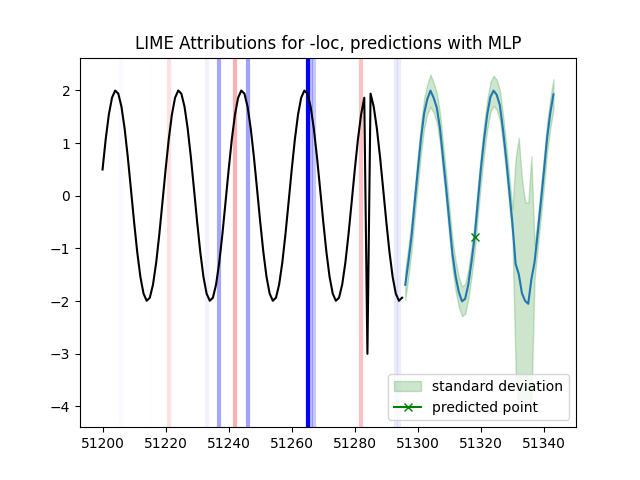 LIME Attributions for -loc, predictions with MLP
2
1
0
−1
−2
−3
−4
standard deviation
predicted point
51200 51220 51240 51260 51280 51300 51320 51340